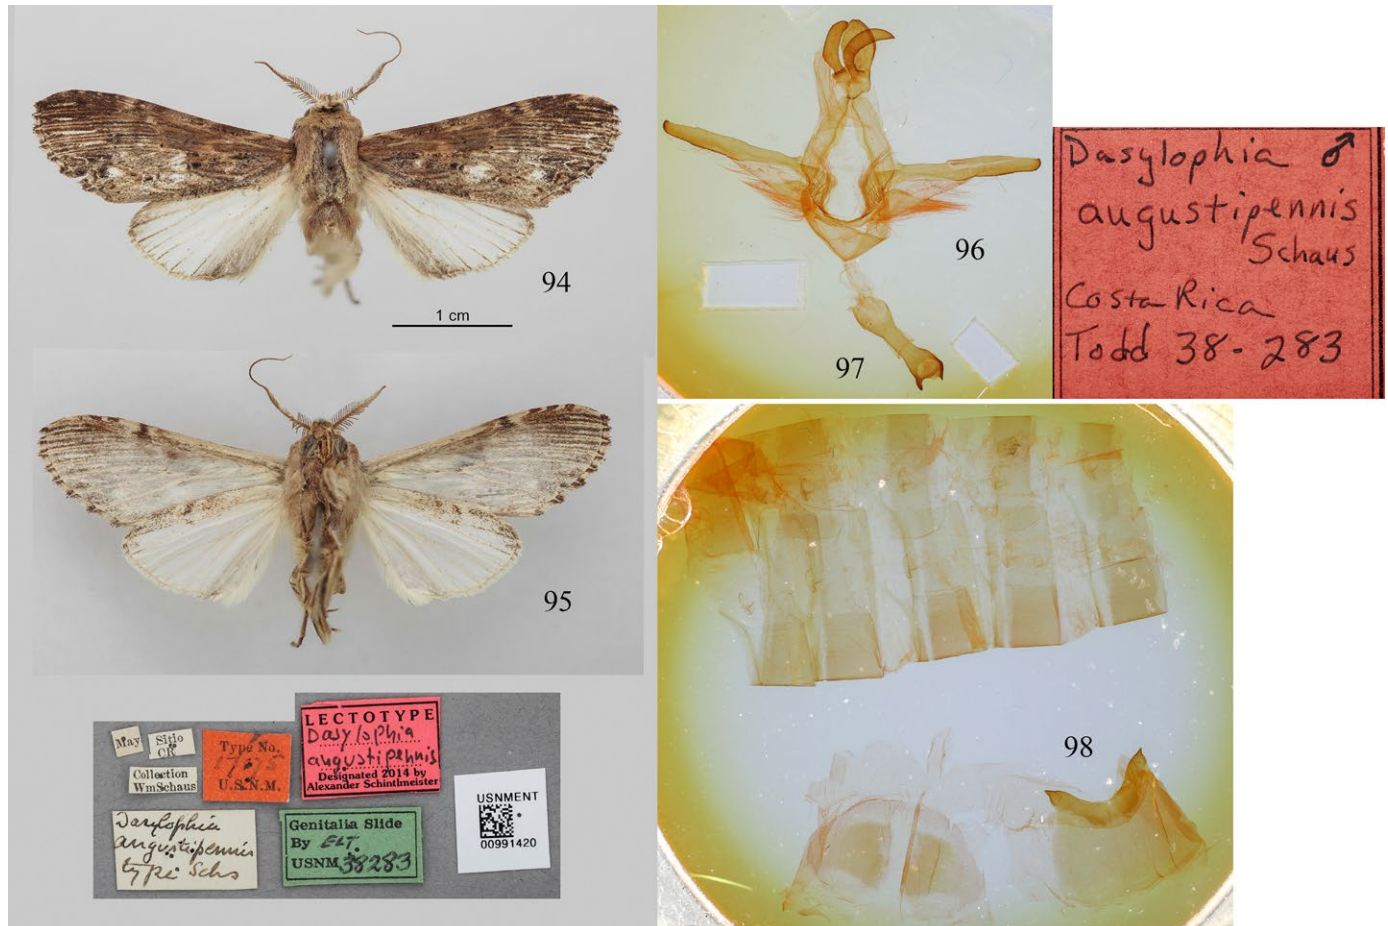 94
1 cm
95
96
97
Dasylophia ♂
augustipennis
Schaus
Costa Rica
Todd 38-283
98
May
Sitio
CR
Collection
WmSchaus
Type No.
U.S.N.M.
LECTOTYPE
Dasylophia
angustipennis
Designated 2014 by
Alexander Schintlmeister
USNMENT
00991420
Dasylophia
angustipennis
type Schs
Genitalia Slide
By ELT.
USNM 38283